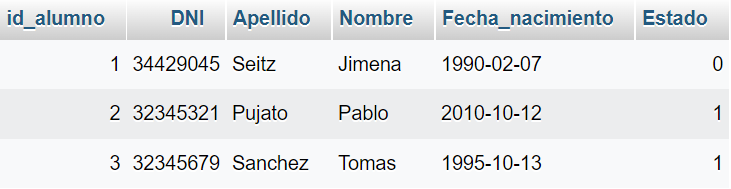 id_alumno DNI Apellido Nombre Fecha_nacimiento Estado
1 34429045 Seitz Jimena 1990-02-07 0
2 32345321 Pujato Pablo 2010-10-12 1
3 32345679 Sanchez Tomas 1995-10-13 1